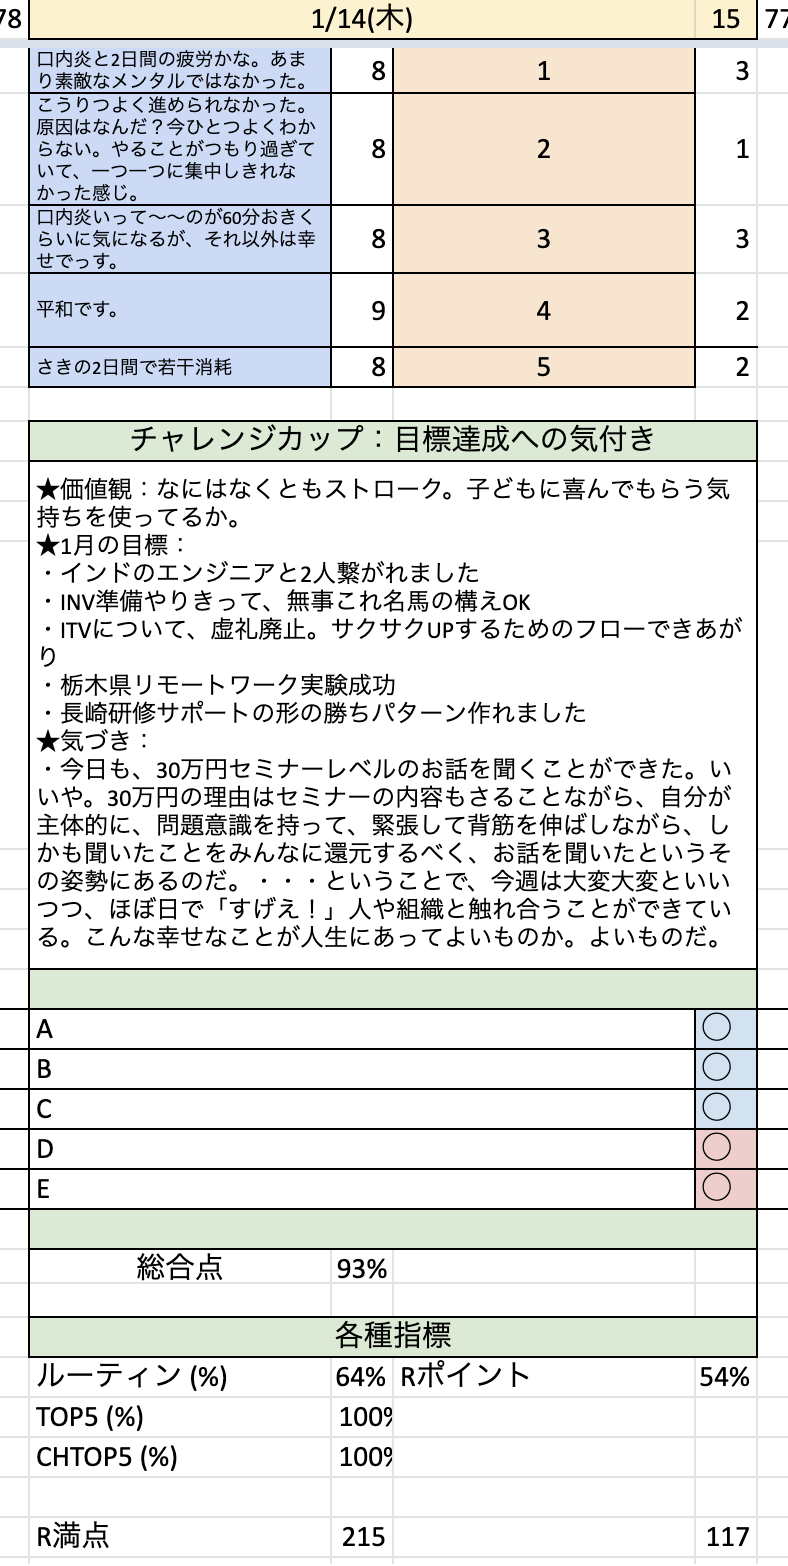 78 1/14(木) 15 77
口内炎と2日間の疲労かな。あま
り素敵なメンタルではなかった。 8 1 3
こうりつよく進められなかった。
原因はなんだ？今ひとつよくわか
らない。やることがつもり過ぎて
いて、一つ一つに集中しきれな
かった感じ。 8 2 1
口内炎いって〜〜のが60分おきく
らいに気になるが、それ以外は幸
せでっす。 8 3 3
平和です。 9 4 2
さきの2日間で若干消耗 8 5 2
チャレンジカップ：目標達成への気付き
★価値観：なにはなくともストローク。子どもに喜んでもらう気
持ちを使ってるか。
★1月の目標：
・インドのエンジニアと2人繋がれました
・INV準備やりきって、無事これ名馬の構えOK
・ITVについて、虚礼廃止。サクサクUPするためのフローできあが
り
・栃木県リモートワーク実験成功
・長崎研修サポートの形の勝ちパターン作れました
★気づき：
・今日も、30万円セミナーレベルのお話を聞くことができた。い
いや。30万円の理由はセミナーの内容もさることながら、自分が
主体的に、問題意識を持って、緊張して背筋を伸ばしながら、し
かも聞いたことをみんなに還元するべく、お話を聞いたというそ
の姿勢にあるのだ。・・・ということで、今週は大変大変といい
つつ、ほぼ日で「すげえ！」人や組織と触れ合うことができてい
る。こんな幸せなことが人生にあってよいものか。よいものだ。
A ○
B ○
C ○
D ○
E ○
総合点 93%
各種指標
ルーティン (%) 64% Rポイント 54%
TOP5 (%) 100%
CHTOP5 (%) 100%
R満点 215 117